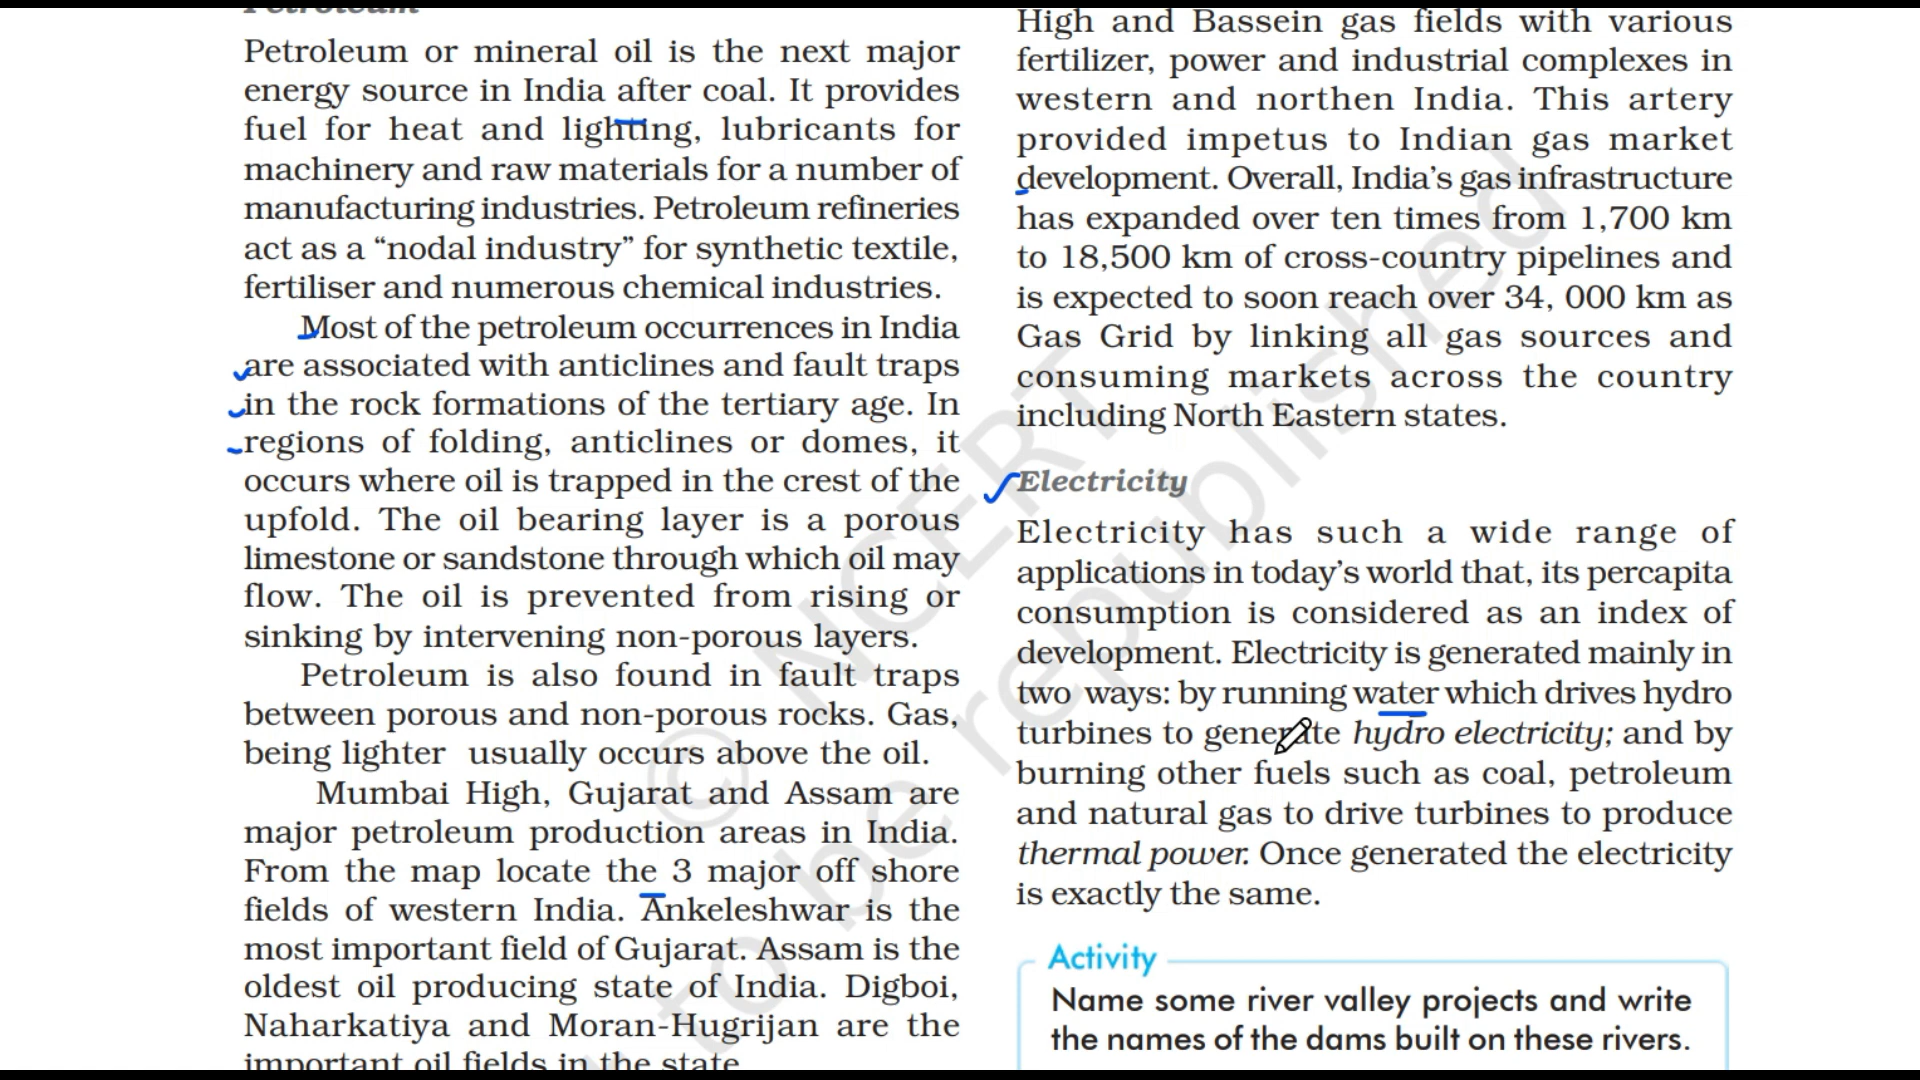 Petroleum
Petroleum or mineral oil is the next major
energy source in India after coal. It provides
fuel for heat and lighting, lubricants for
machinery and raw materials for a number of
manufacturing industries. Petroleum refineries
act as a “nodal industry” for synthetic textile,
fertiliser and numerous chemical industries.
Most of the petroleum occurrences in India
are associated with anticlines and fault traps
in the rock formations of the tertiary age. In
regions of folding, anticlines or domes, it
occurs where oil is trapped in the crest of the
upfold. The oil bearing layer is a porous
limestone or sandstone through which oil may
flow. The oil is prevented from rising or
sinking by intervening non-porous layers.
Petroleum is also found in fault traps
between porous and non-porous rocks. Gas,
being lighter usually occurs above the oil.
Mumbai High, Gujarat and Assam are
major petroleum production areas in India.
From the map locate the 3 major off shore
fields of western India. Ankeleshwar is the
most important field of Gujarat. Assam is the
oldest oil producing state of India. Digboi,
Naharkatiya and Moran-Hugrijan are the
important oil fields in the state
High and Bassein gas fields with various
fertilizer, power and industrial complexes in
western and northen India. This artery
provided impetus to Indian gas market
development. Overall, India’s gas infrastructure
has expanded over ten times from 1,700 km
to 18,500 km of cross-country pipelines and
is expected to soon reach over 34, 000 km as
Gas Grid by linking all gas sources and
consuming markets across the country
including North Eastern states.
Electricity
Electricity has such a wide range of
applications in today’s world that, its percapita
consumption is considered as an index of
development. Electricity is generated mainly in
two ways: by running water which drives hydro
turbines to generate hydro electricity; and by
burning other fuels such as coal, petroleum
and natural gas to drive turbines to produce
thermal power. Once generated the electricity
is exactly the same.
Activity
Name some river valley projects and write
the names of the dams built on these rivers.
© NCERT
to be republished